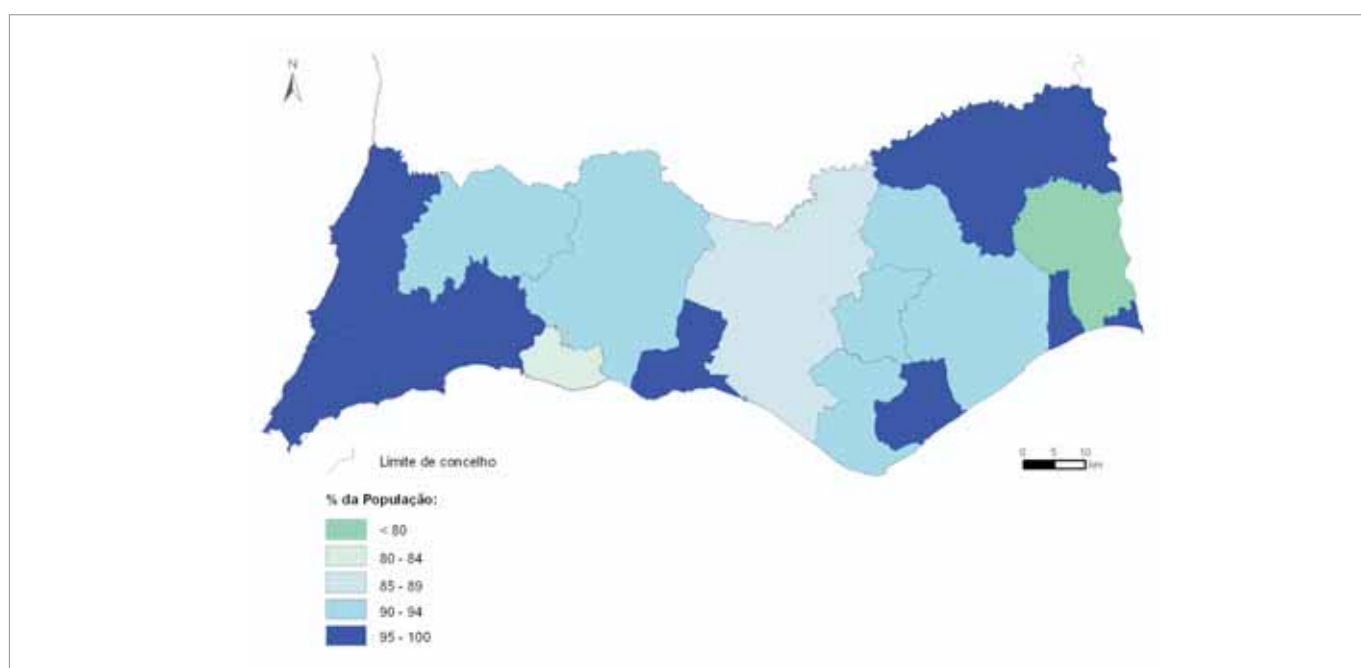 N
Limite de concelho
0 5 10
km
% da População:
< 80
80 - 84
85 - 89
90 - 94
95 - 100